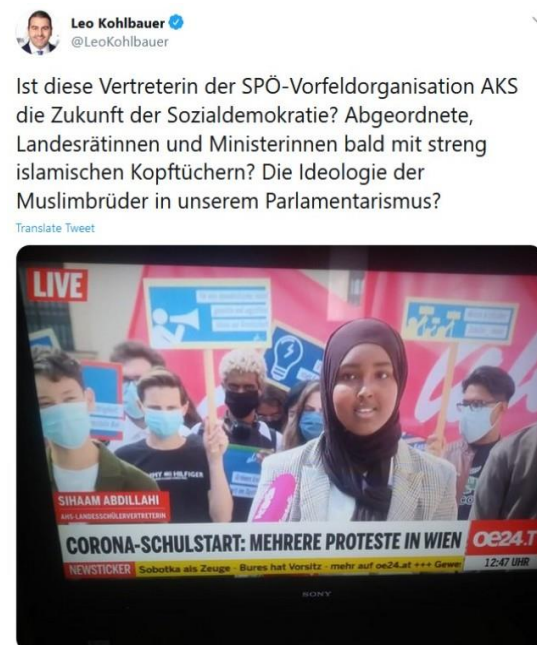 Leo Kohlbauer
@LeoKohlbauer
Ist diese Vertreterin der SPÖ-Vorfeldorganisation AKS
die Zukunft der Sozialdemokratie? Abgeordnete,
Landesrätinnen und Ministerinnen bald mit streng
islamischen Kopftüchern? Die Ideologie der
Muslimbrüder in unserem Parlamentarismus?
Translate Tweet
LIVE
HILFIGER
SIHAAM ABDILLAHI
AHS-LANDESSCHÜLERVERTRETERIN
CORONA-SCHULSTART: MEHRERE PROTESTE IN WIEN
oe24.T
NEWSTICKER Sobotka als Zeuge - Bures hat Vorsitz - mehr auf oe24.at +++ Gewe
12:47 UHR
SONY